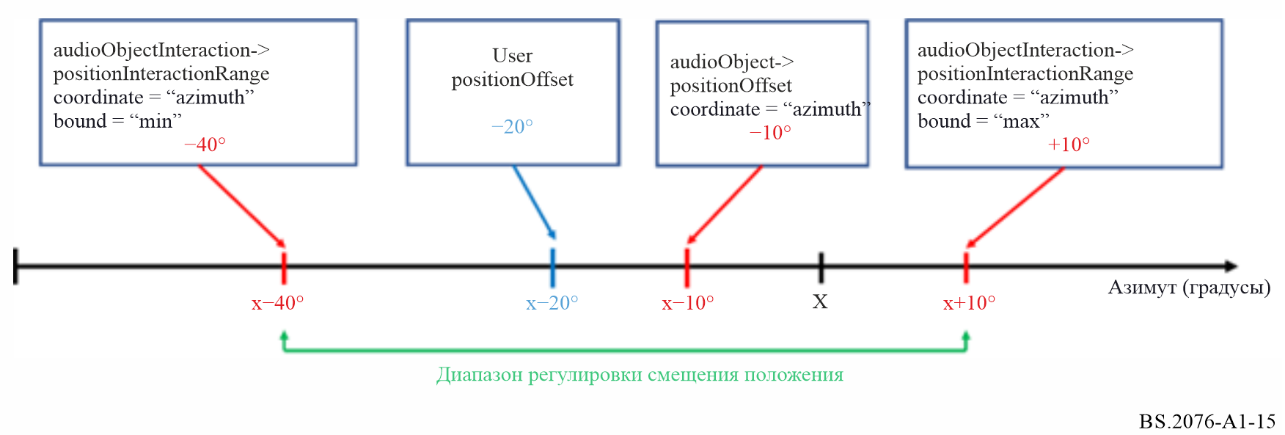 audioObjectInteraction->
positionInteractionRange
coordinate = “azimuth”
bound = “min”
−40°
User
positionOffset
−20°
audioObject->
positionOffset
coordinate = “azimuth”
−10°
audioObjectInteraction->
positionInteractionRange
coordinate = “azimuth”
bound = “max”
+10°
x−40°
x−20°
x−10°
X
x+10°
Азимут (градусы)
Диапазон регулировки смещения положения
BS.2076-A1-15